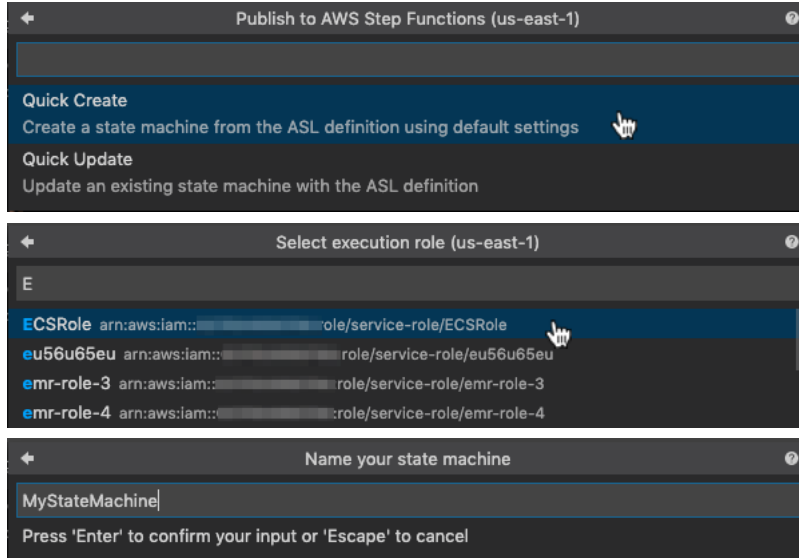 Publish to AWS Step Functions (us-east-1)
Quick Create
Create a state machine from the ASL definition using default settings
Quick Update
Update an existing state machine with the ASL definition
Select execution role (us-east-1)
E
ECSRole arn:aws:iam:: role/service-role/ECSRole
eu56u65eu arn:aws:iam:: role/service-role/eu56u65eu
emr-role-3 arn:aws:iam:: role/service-role/emr-role-3
emr-role-4 arn:aws:iam:: :role/service-role/emr-role-4
Name your state machine
MyStateMachine
Press 'Enter' to confirm your input or 'Escape' to cancel